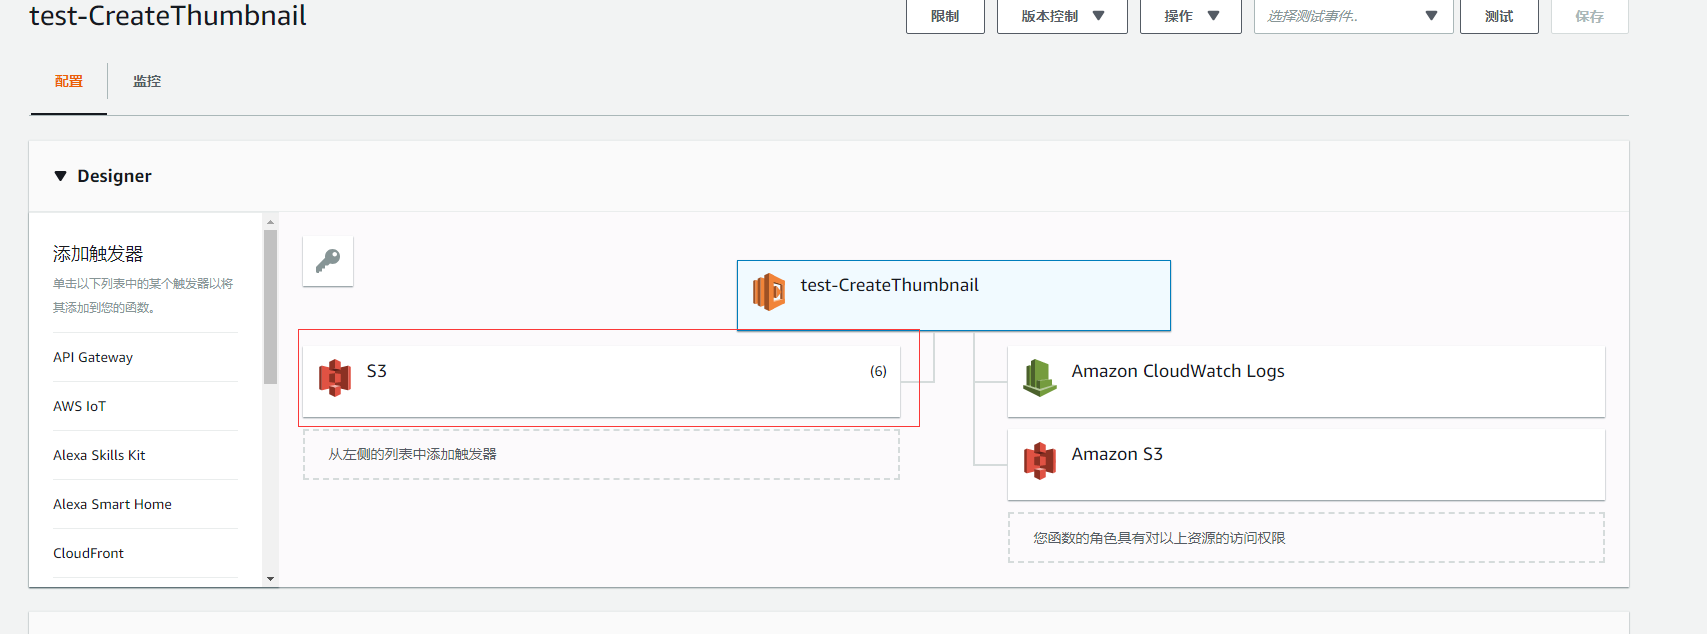 test-CreateThumbnail
限制
版本控制
操作
选择测试事件..
测试
保存
配置
监控
Designer
添加触发器
单击以下列表中的某个触发器以将
其添加到您的函数。
API Gateway
AWS IoT
Alexa Skills Kit
Alexa Smart Home
CloudFront
test-CreateThumbnail
S3
(6)
从左侧的列表中添加触发器
Amazon CloudWatch Logs
Amazon S3
您函数的角色具有对以上资源的访问权限